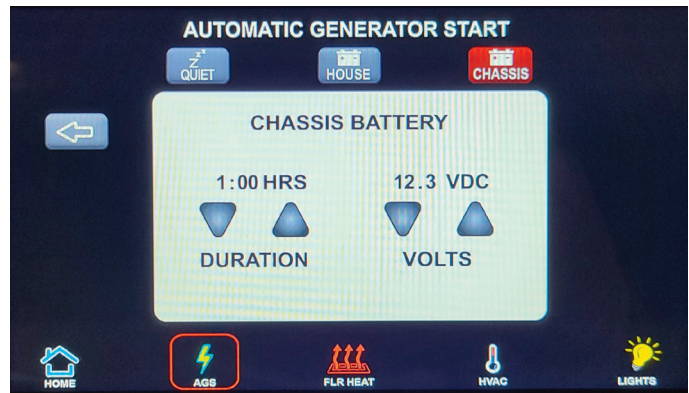 AUTOMATIC GENERATOR START
Z z z
QUIET
HOUSE
CHASSIS
CHASSIS BATTERY
1:00 HRS
12.3 VDC
DURATION
VOLTS
HOME
AGS
FLR HEAT
HVAC
LIGHTS